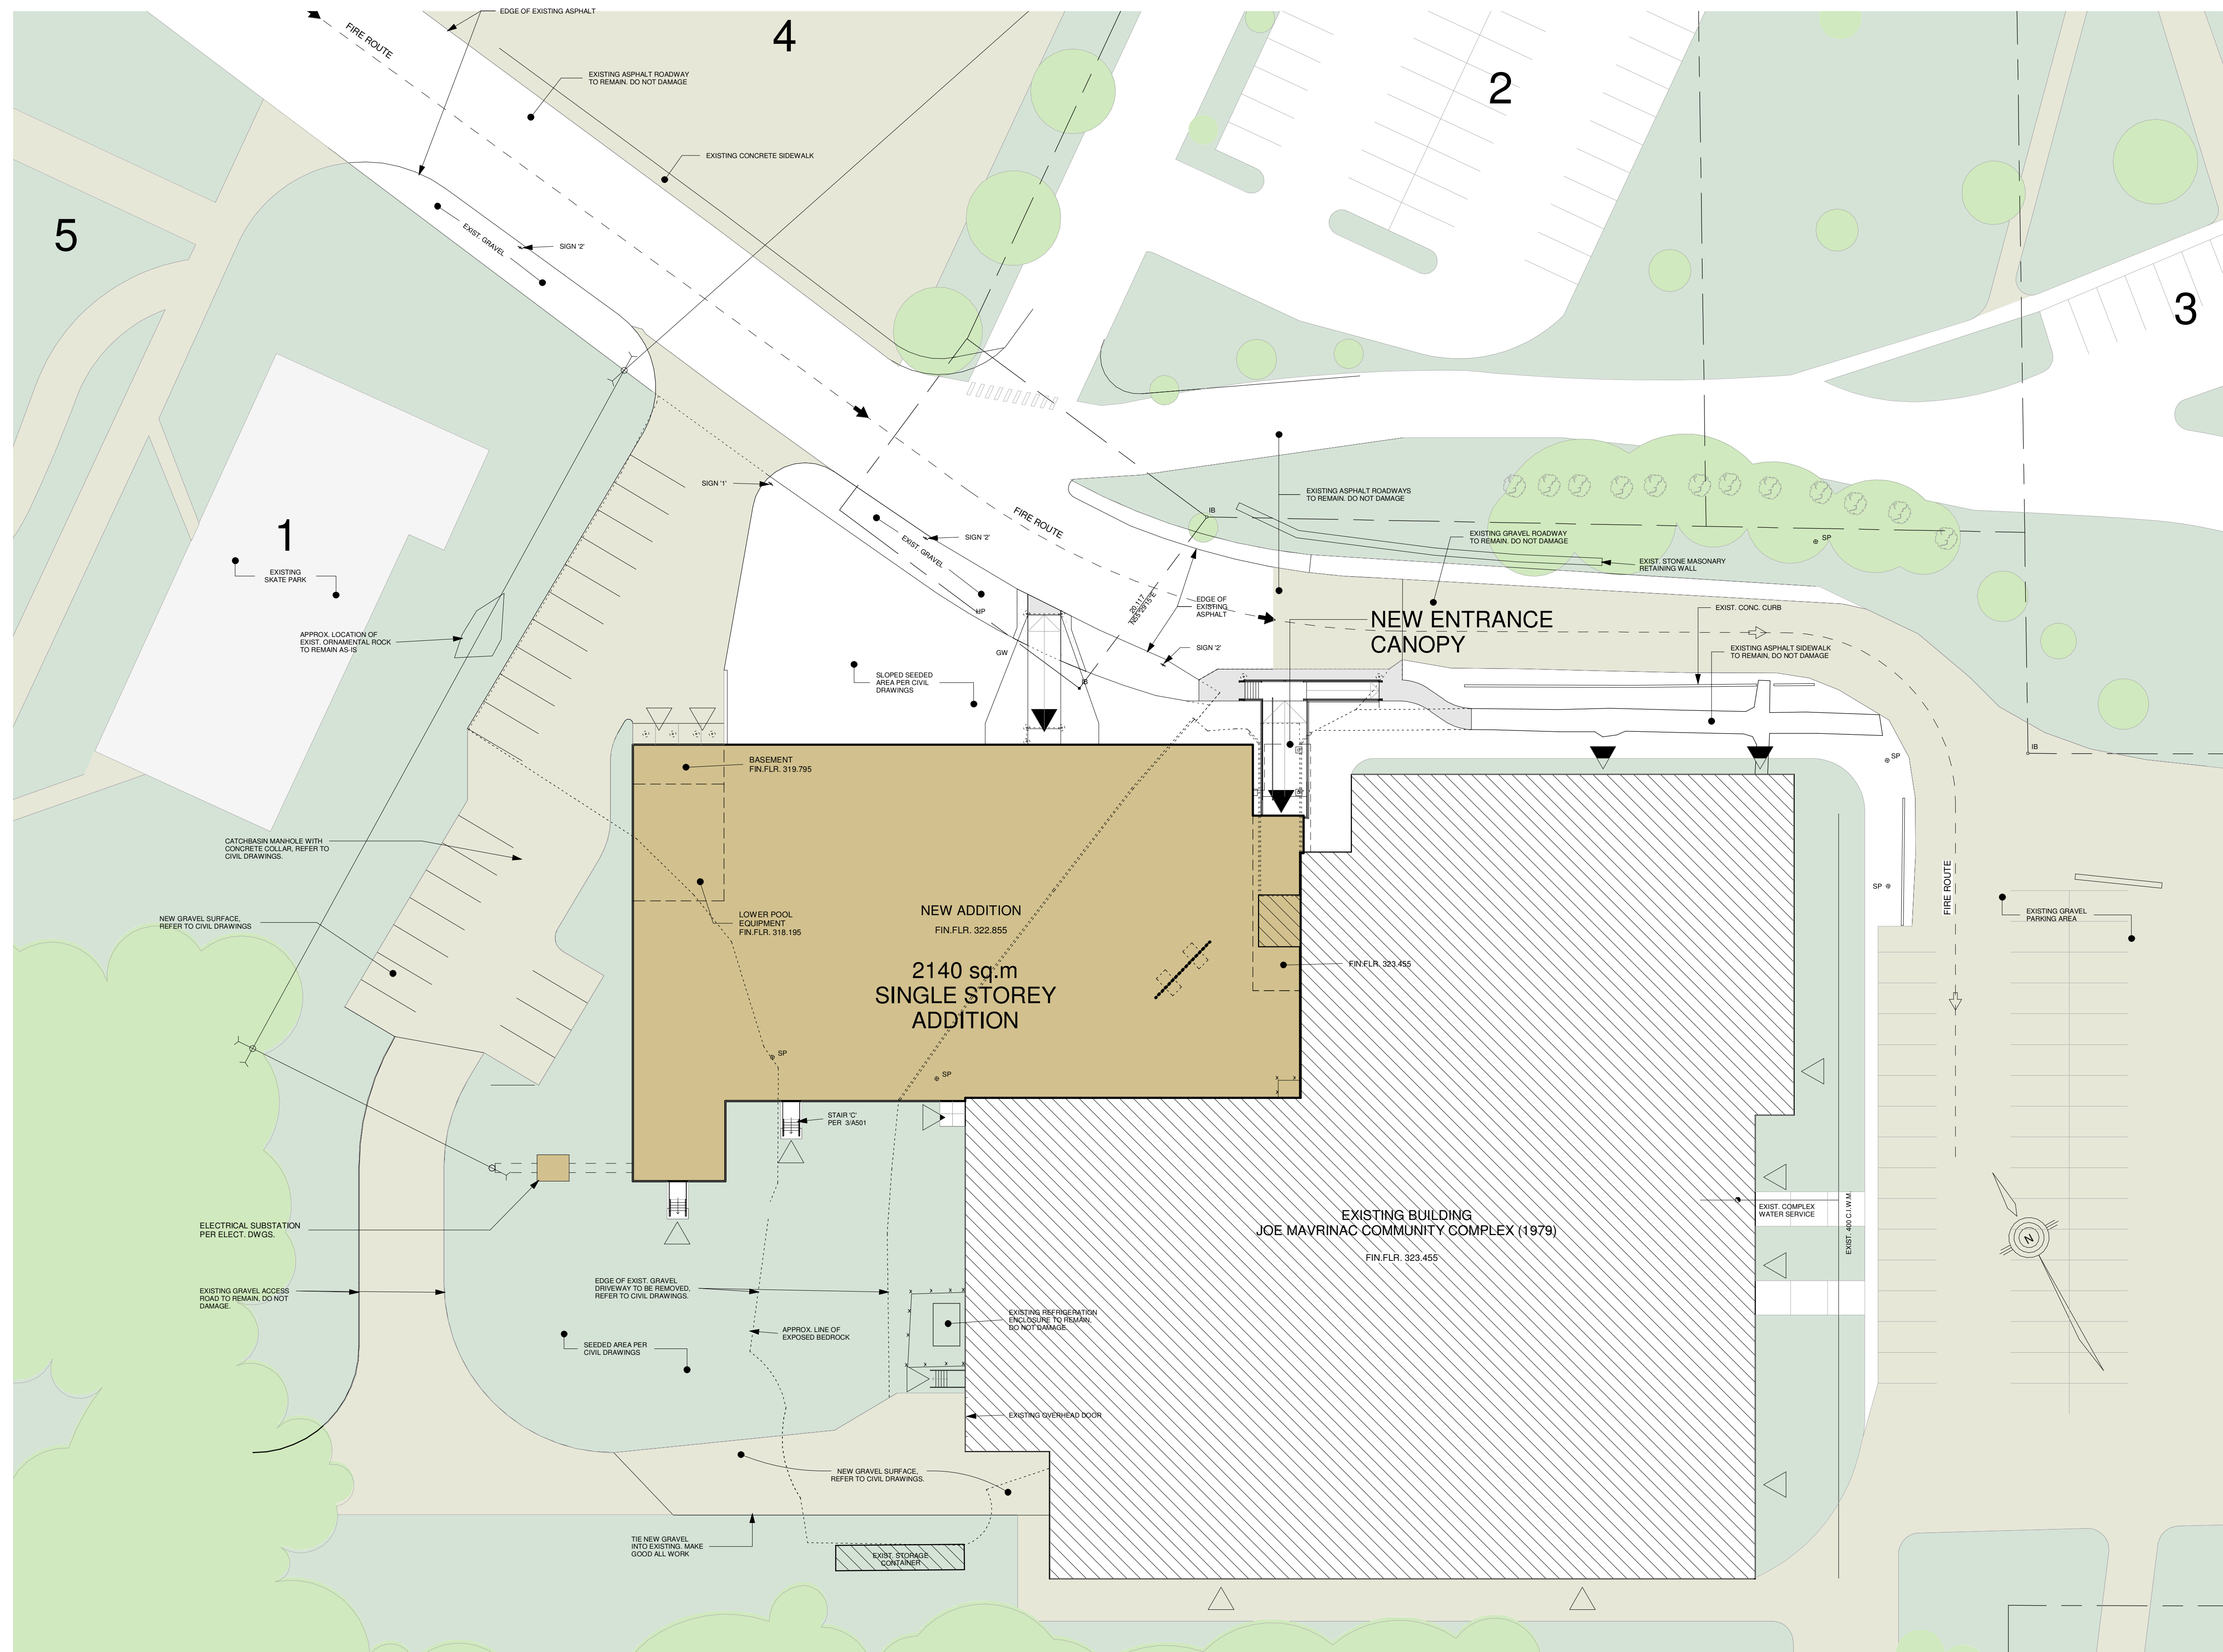 EDGE OF EXISTING ASPHALT
FIRE ROUTE
4
2
EXISTING ASPHALT ROADWAY
TO REMAIN. DO NOT DAMAGE
EXISTING CONCRETE SIDEWALK
5
EXIST. GRAVEL
SIGN '2'
3
SIGN '1'
1
EXISTING
SKATE PARK
FIRE ROUTE
EXISTING ASPHALT ROADWAYS
TO REMAIN. DO NOT DAMAGE
IB
EXIST. GRAVEL
SIGN '2'
EXISTING GRAVEL ROADWAY
TO REMAIN. DO NOT DAMAGE
SP
EXIST. STONE MASONARY
RETAINING WALL
20.117
N55°29'15"E
EDGE OF
EXISTING
ASPHALT
HP
EXIST. CONC. CURB
NEW ENTRANCE
CANOPY
APPROX. LOCATION OF
EXIST. ORNAMENTAL ROCK
TO REMAIN AS-IS
GW
SIGN '2'
EXISTING ASPHALT SIDEWALK
TO REMAIN, DO NOT DAMAGE
SLOPED SEEDED
AREA PER CIVIL
DRAWINGS
IB
IB
SP
BASEMENT
FIN.FLR. 319.795
CATCHBASIN MANHOLE WITH
CONCRETE COLLAR, REFER TO
CIVIL DRAWINGS.
SP
FIRE ROUTE
NEW GRAVEL SURFACE,
REFER TO CIVIL DRAWINGS
LOWER POOL
EQUIPMENT
FIN.FLR. 318.195
NEW ADDITION
FIN.FLR. 322.855
EXISTING GRAVEL
PARKING AREA
2140 sq.m
SINGLE STOREY
ADDITION
FIN.FLR. 323.455
SP
SP
STAIR 'C'
PER 3/A501
ELECTRICAL SUBSTATION
PER ELECT. DWGS.
EXISTING BUILDING
JOE MAVRINAC COMMUNITY COMPLEX (1979)
FIN.FLR. 323.455
EXIST. COMPLEX
WATER SERVICE
EXIST. 400 C.I.W.M.
N
EXISTING GRAVEL ACCESS
ROAD TO REMAIN, DO NOT
DAMAGE.
EDGE OF EXIST. GRAVEL
DRIVEWAY TO BE REMOVED,
REFER TO CIVIL DRAWINGS.
EXISTING REFRIGERATION
ENCLOSURE TO REMAIN.
DO NOT DAMAGE.
APPROX. LINE OF
EXPOSED BEDROCK
SEEDED AREA PER
CIVIL DRAWINGS
EXISTING OVERHEAD DOOR
NEW GRAVEL SURFACE,
REFER TO CIVIL DRAWINGS.
TIE NEW GRAVEL
INTO EXISTING. MAKE
GOOD ALL WORK
EXIST. STORAGE
CONTAINER